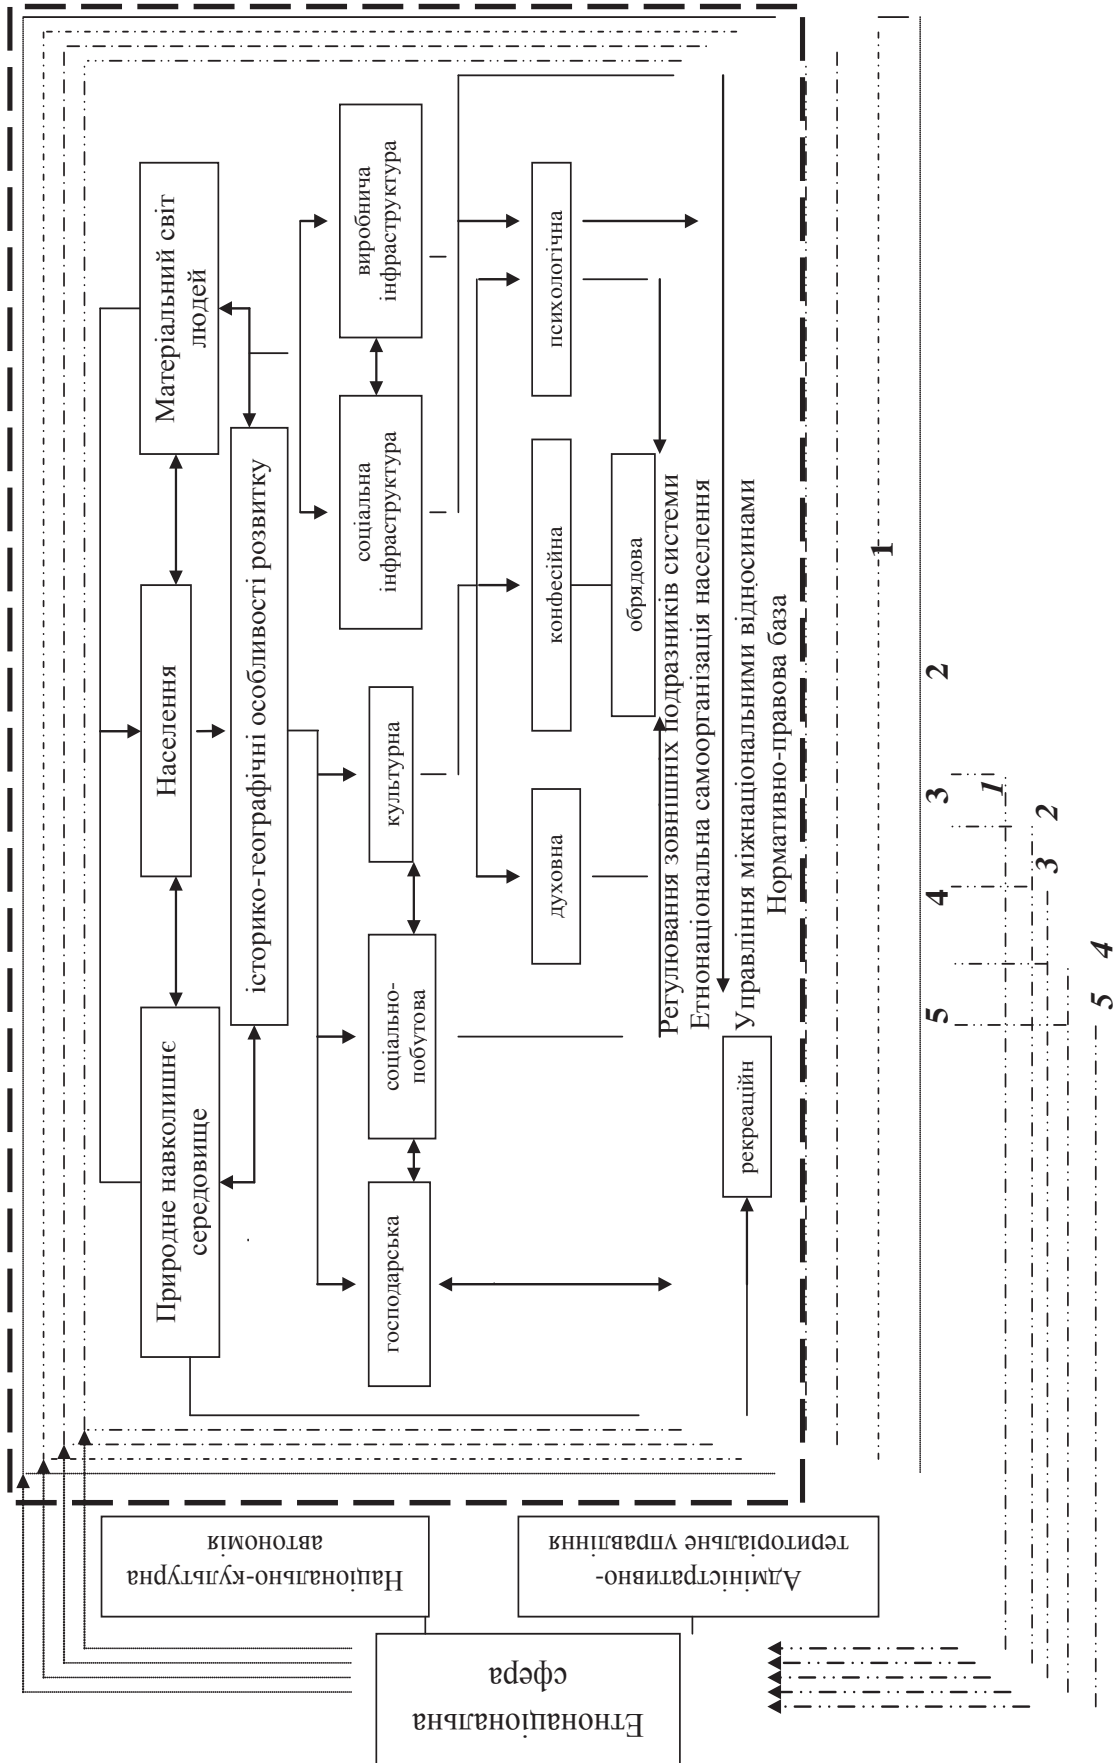 Природне навколишнє
середовище
Населення
Матеріальний світ
людей
історико-географічні особливості розвитку
господарська
соціально-
побутова
культурна
соціальна
інфраструктура
виробнича
інфраструктура
духовна
конфесійна
психологічна
обрядова
рекреаційн
Регулювання зовнішніх подразників системи
Етнонаціональна самоорганізація населення
Управління міжнаціональними відносинами
Нормативно-правова база
Національно-культурна
автономія
Адміністративно-
територіальне управління
Етнонаціональна
сфера
1
2
3
4
5
1
2
3
4
5